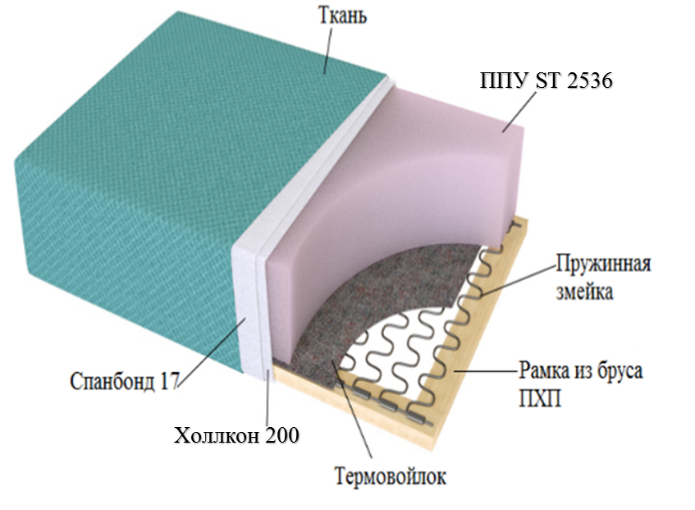 Ткань
ППУ ST 2536
Пружинная
змейка
Рамка из бруса
ПХП
Спанбонд 17
Холлкон 200
Термовойлок